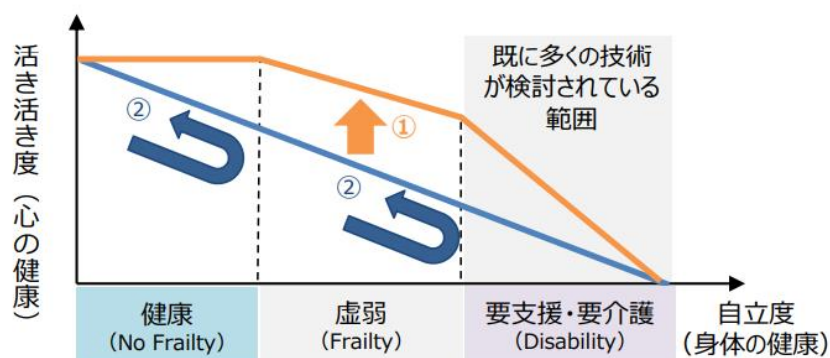 活き活き度（心の健康）
②
①
②
既に多くの技術
が検討されている
範囲
健康
(No Frailty)
虚弱
(Frailty)
要支援・要介護
(Disability)
自立度
(身体の健康)